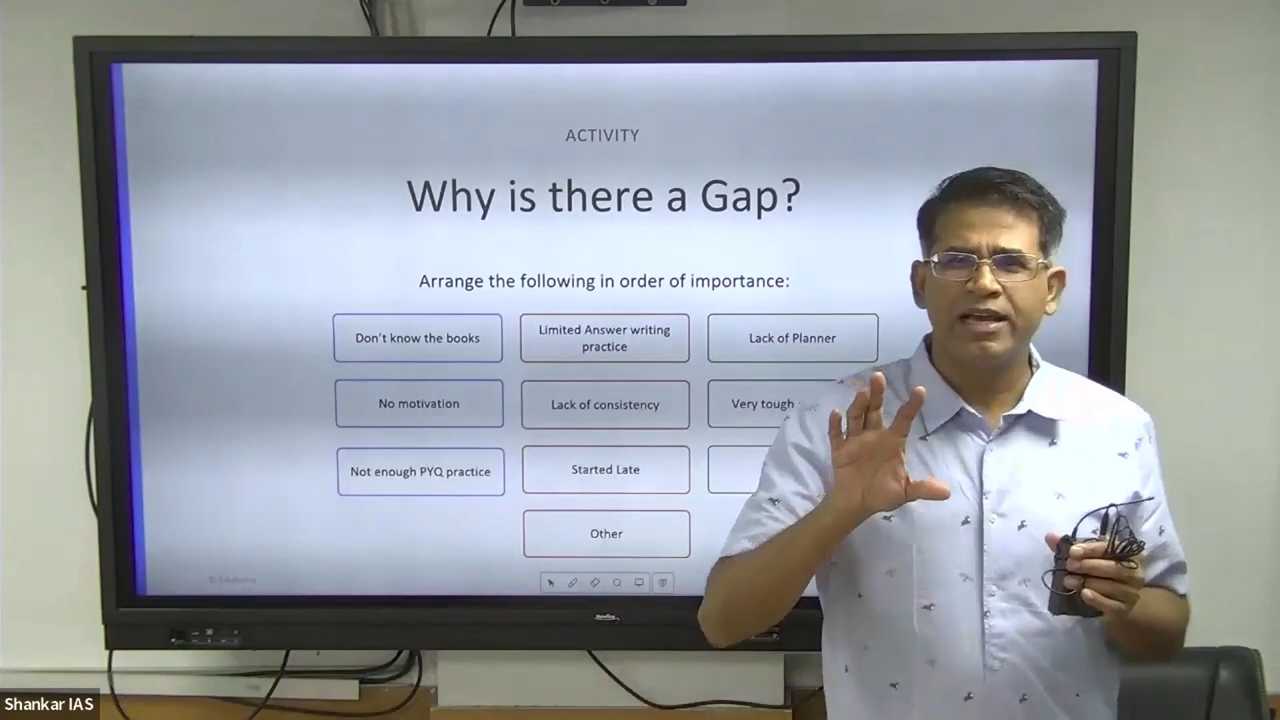 ACTIVITY
Why is there a Gap?
Arrange the following in order of importance:
Don't know the books
Limited Answer writing
practice
Lack of Planner
No motivation
Lack of consistency
Very tough
Not enough PYQ practice
Started Late
Other
Shankar IAS